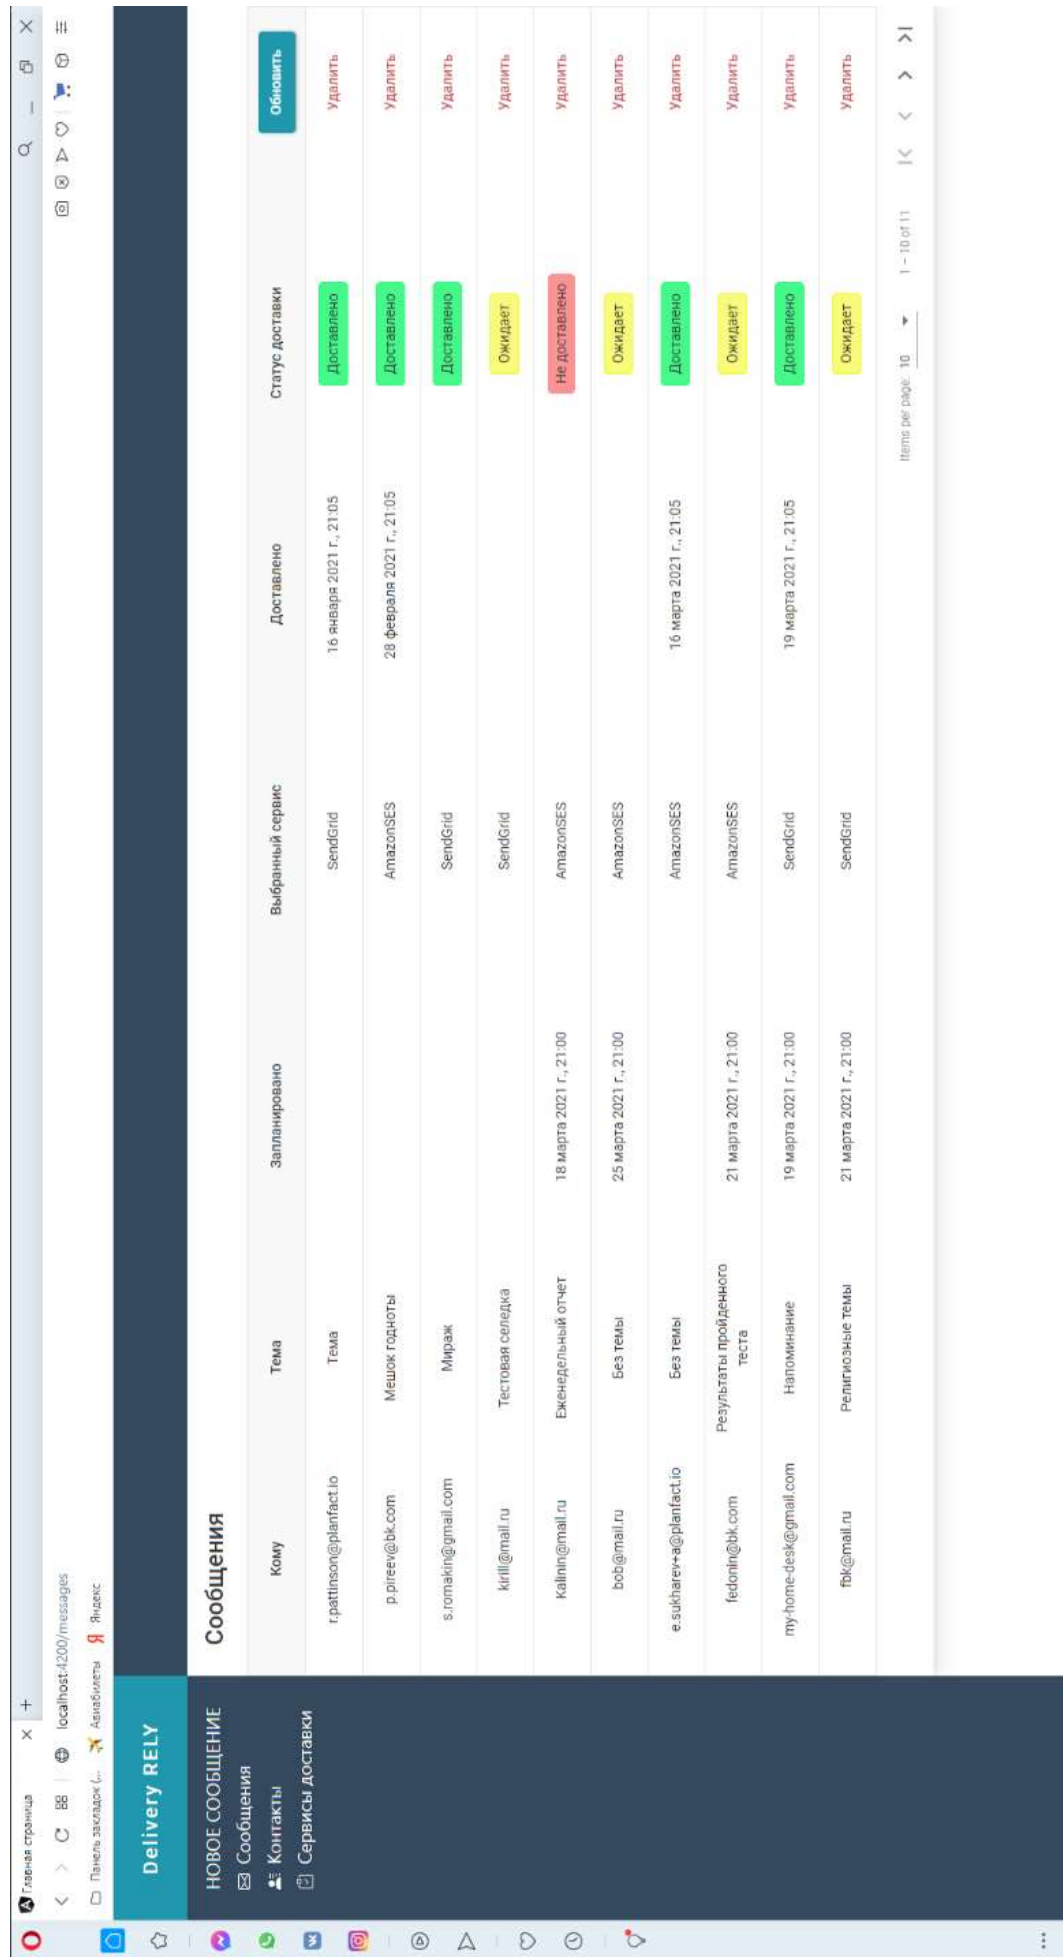 Главная страница
localhost:4200/messages
Панель закладок (...
Авиабилеты
Я Яндекс
Delivery RELY
НОВОЕ СООБЩЕНИЕ
Сообщения
Контакты
Сервисы доставки
Сообщения
Кому Тема Запланировано Выбранный сервис Доставлено Статус доставки Обновить
r.pattinson@planfact.io Тема SendGrid 16 января 2021 г., 21:05 Доставлено Удалить
p.pireev@bk.com Мешок годноты AmazonSES 28 февраля 2021 г., 21:05 Доставлено Удалить
s.romakin@gmail.com Мираж SendGrid Доставлено Удалить
kirill@mail.ru Тестовая селедка SendGrid Ожидает Удалить
Kalinin@mail.ru Еженедельный отчет 18 марта 2021 г., 21:00 AmazonSES Не доставлено Удалить
bob@mail.ru Без темы 25 марта 2021 г., 21:00 AmazonSES Ожидает Удалить
e.sukharev+a@planfact.io Без темы AmazonSES 16 марта 2021 г., 21:05 Доставлено Удалить
fedonin@bk.com Результаты пройденного
теста 21 марта 2021 г., 21:00 AmazonSES Ожидает Удалить
my-home-desk@gmail.com Напоминание 19 марта 2021 г., 21:00 SendGrid 19 марта 2021 г., 21:05 Доставлено Удалить
fbk@mail.ru Религиозные темы 21 марта 2021 г., 21:00 SendGrid Ожидает Удалить
Items per page: 10 1 – 10 of 11